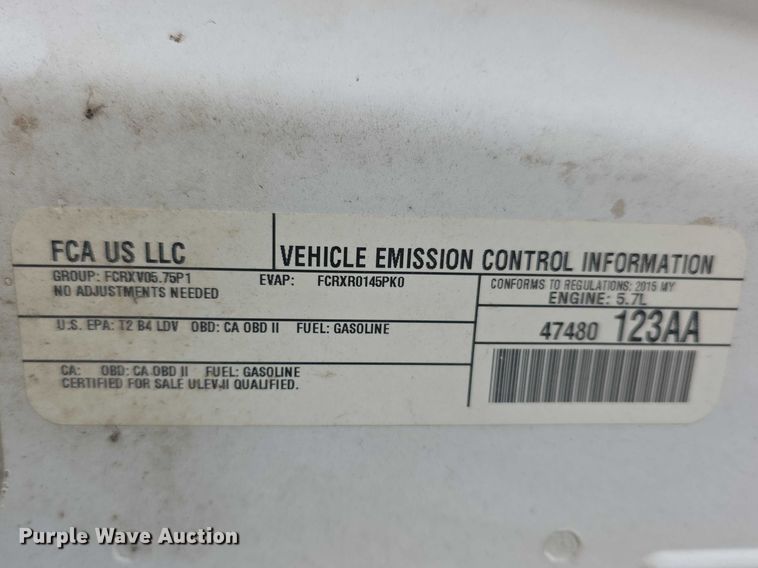 FCA US LLC
VEHICLE EMISSION CONTROL INFORMATION
GROUP: FCRXV05.75P1 EVAP: FCRXR0145PK0
NO ADJUSTMENTS NEEDED
CONFORMS TO REGULATIONS: 2015 MY
ENGINE: 5.7L
U.S. EPA: T2 B4 LDV OBD: CA OBD II FUEL: GASOLINE
47480 123AA
CA: OBD: CA OBD II FUEL: GASOLINE
CERTIFIED FOR SALE ULEV II QUALIFIED.
Purple Wave Auction